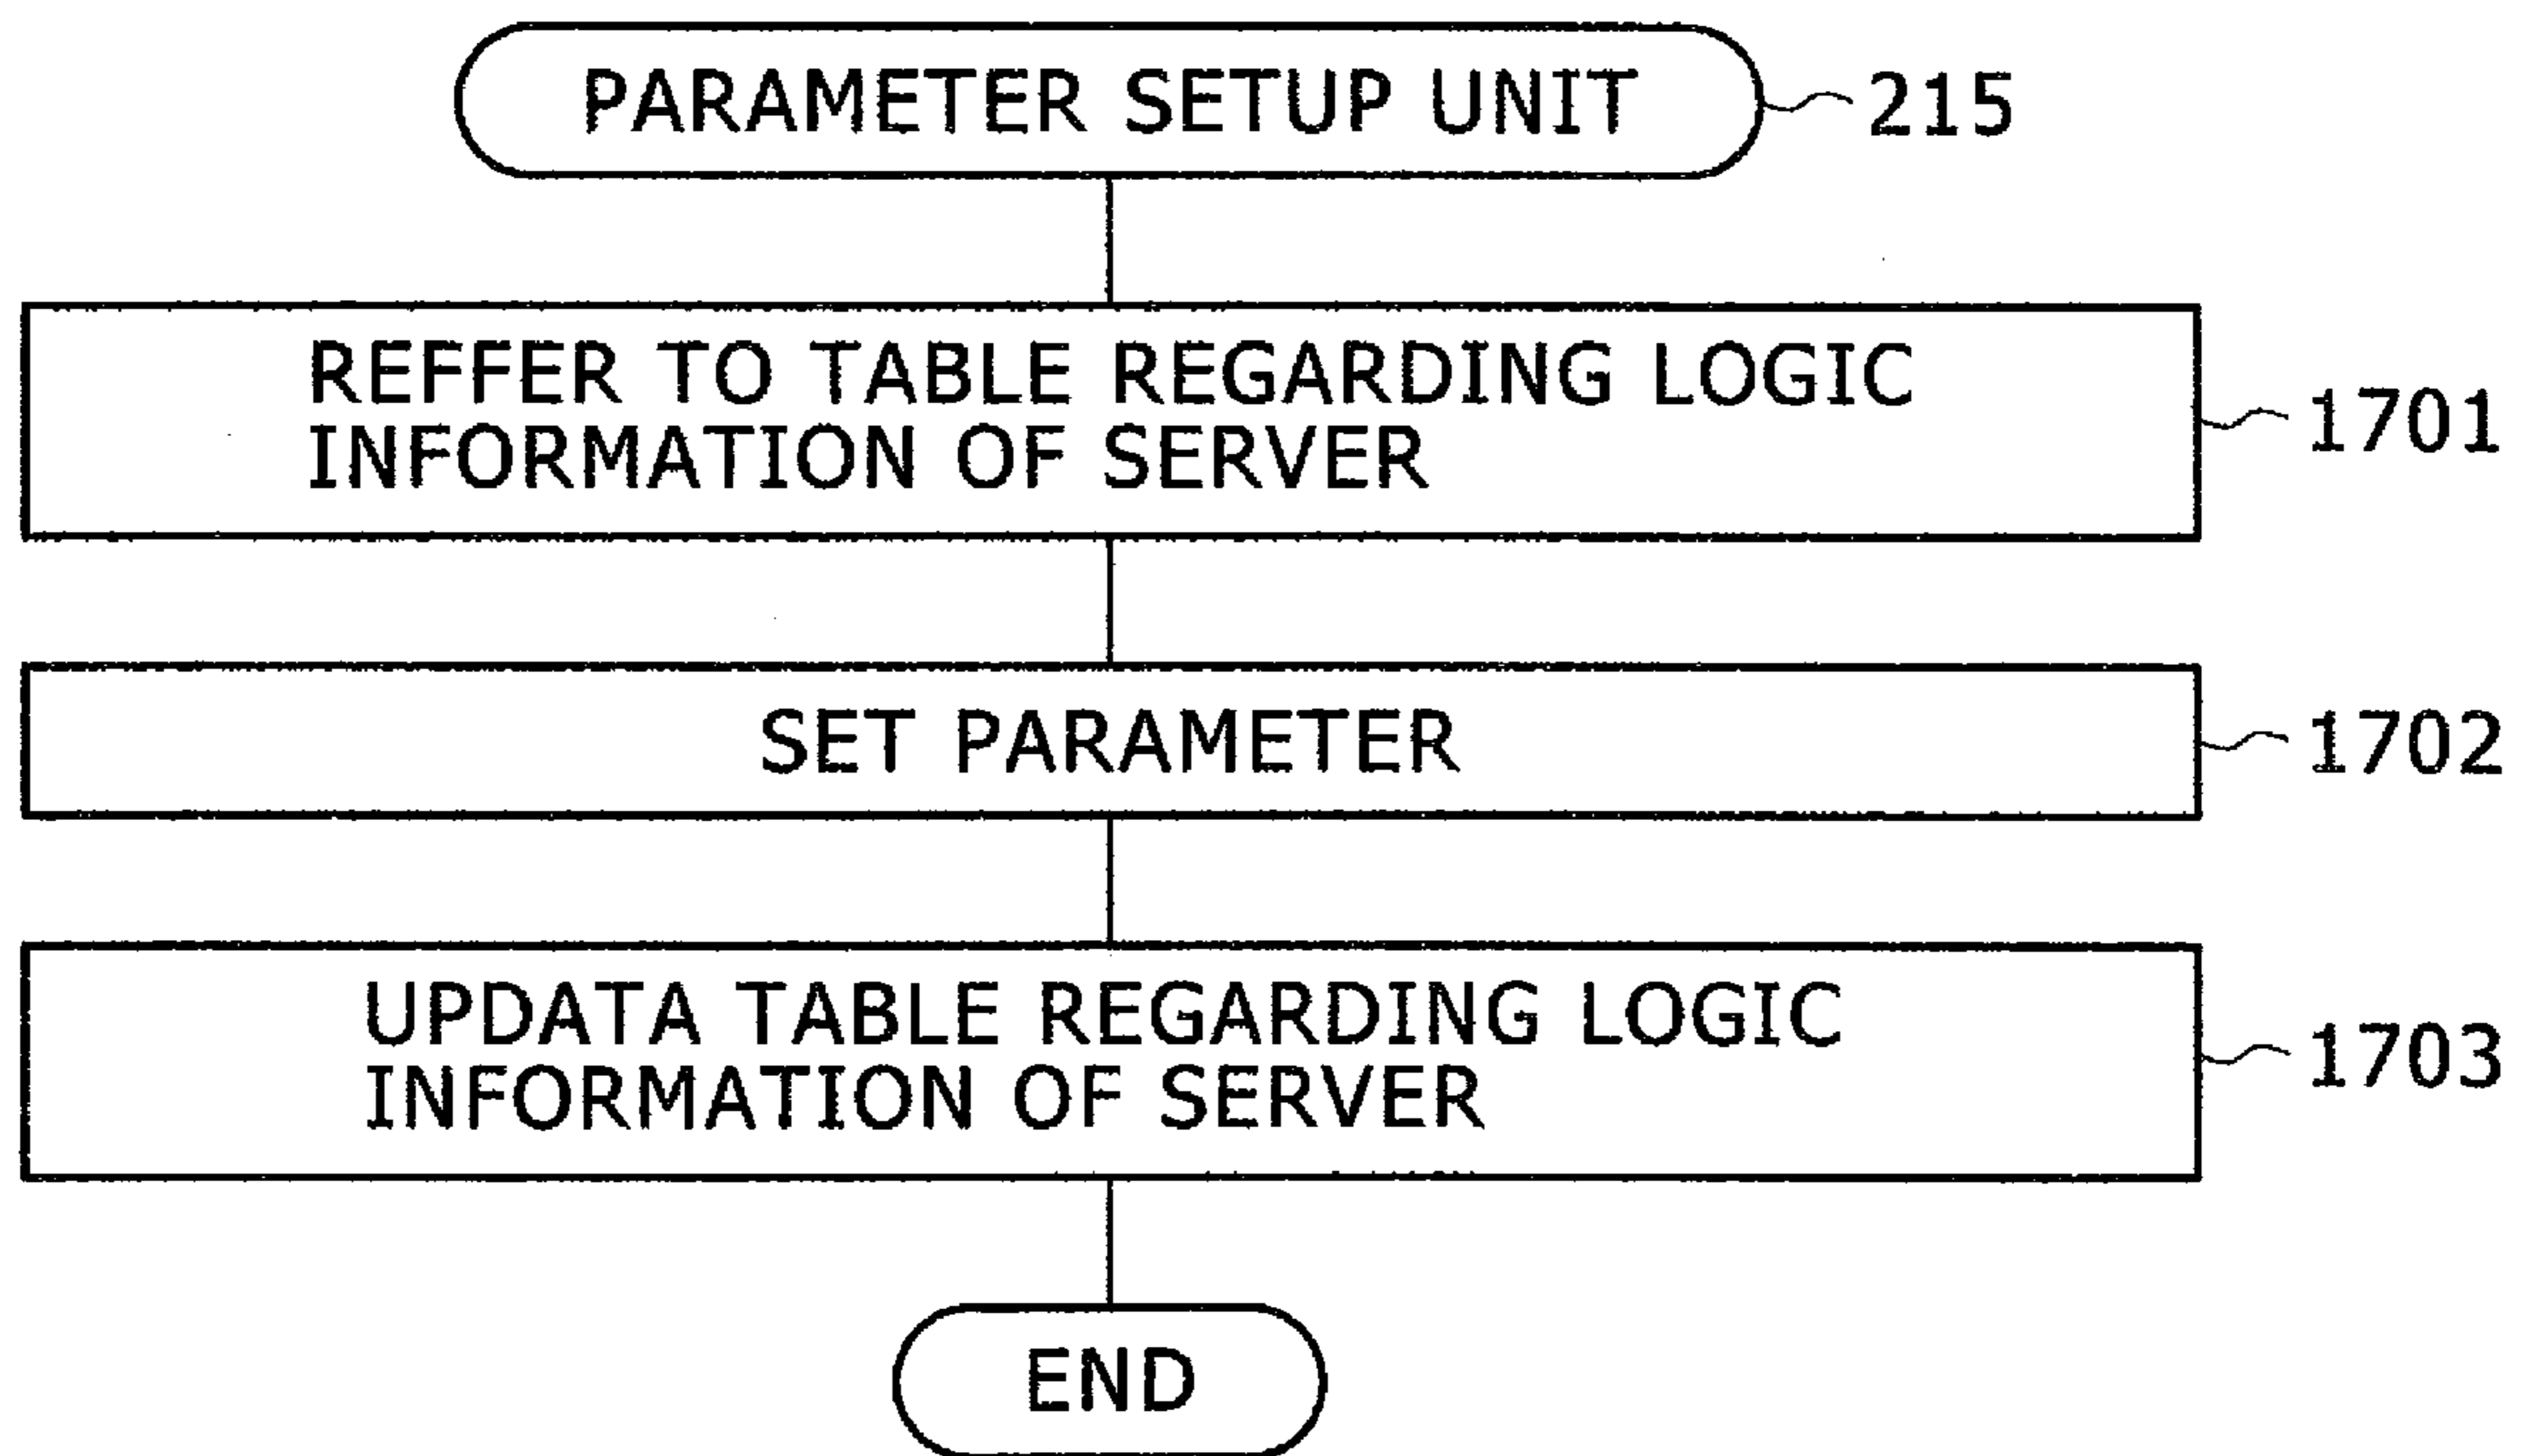 PARAMETER SETUP UNIT 215
REFFER TO TABLE REGARDING LOGIC
INFORMATION OF SERVER
1701
SET PARAMETER 1702
UPDATA TABLE REGARDING LOGIC
INFORMATION OF SERVER
1703
END